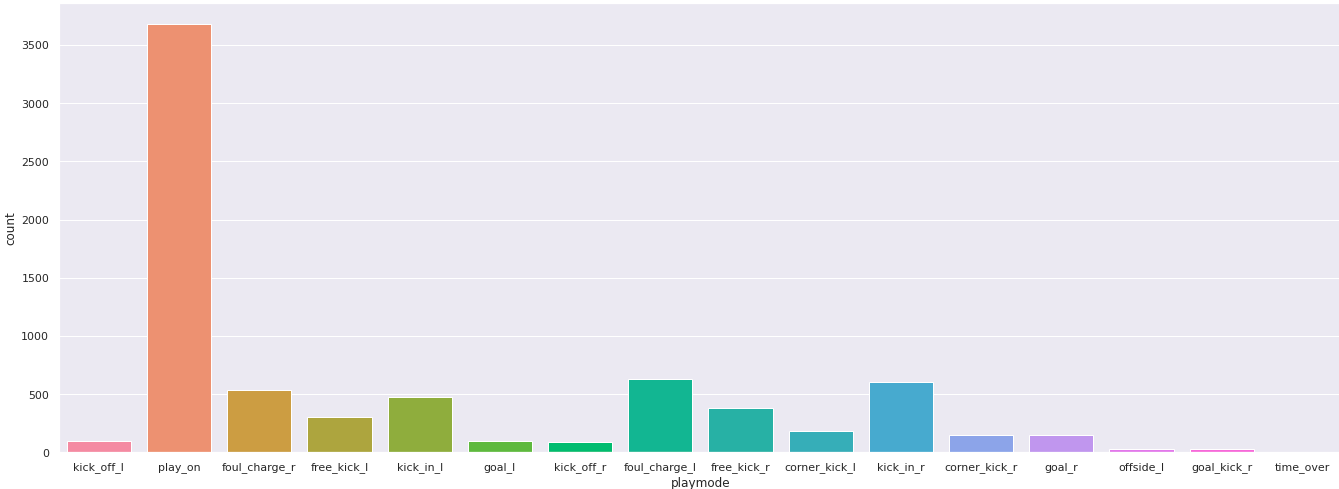 3500
3000
2500
2000
1500
1000
500
0
count
kick_off_l play_on foul_charge_r free_kick_l kick_in_l goal_l kick_off_r foul_charge_l free_kick_r corner_kick_l kick_in_r corner_kick_r goal_r offside_l goal_kick_r time_over
playmode